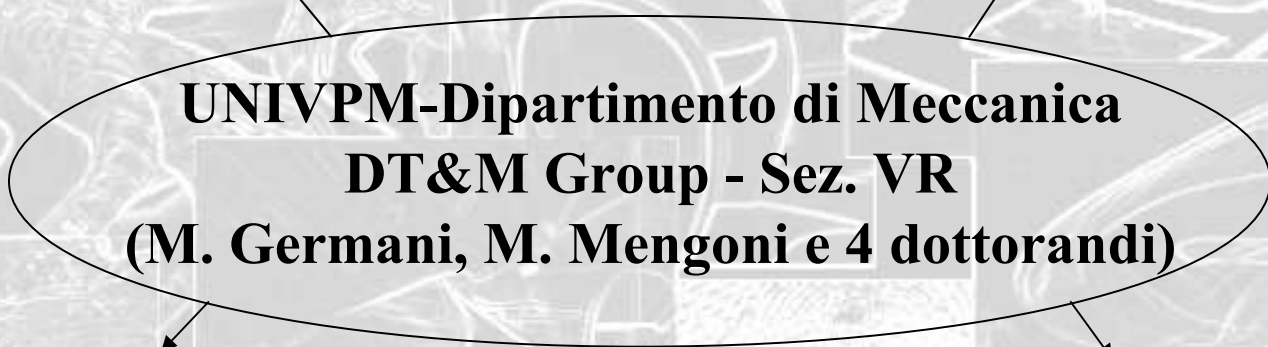 UNIVPM-Dipartimento di Meccanica
DT&M Group - Sez. VR
(M. Germani, M. Mengoni e 4 dottorandi)